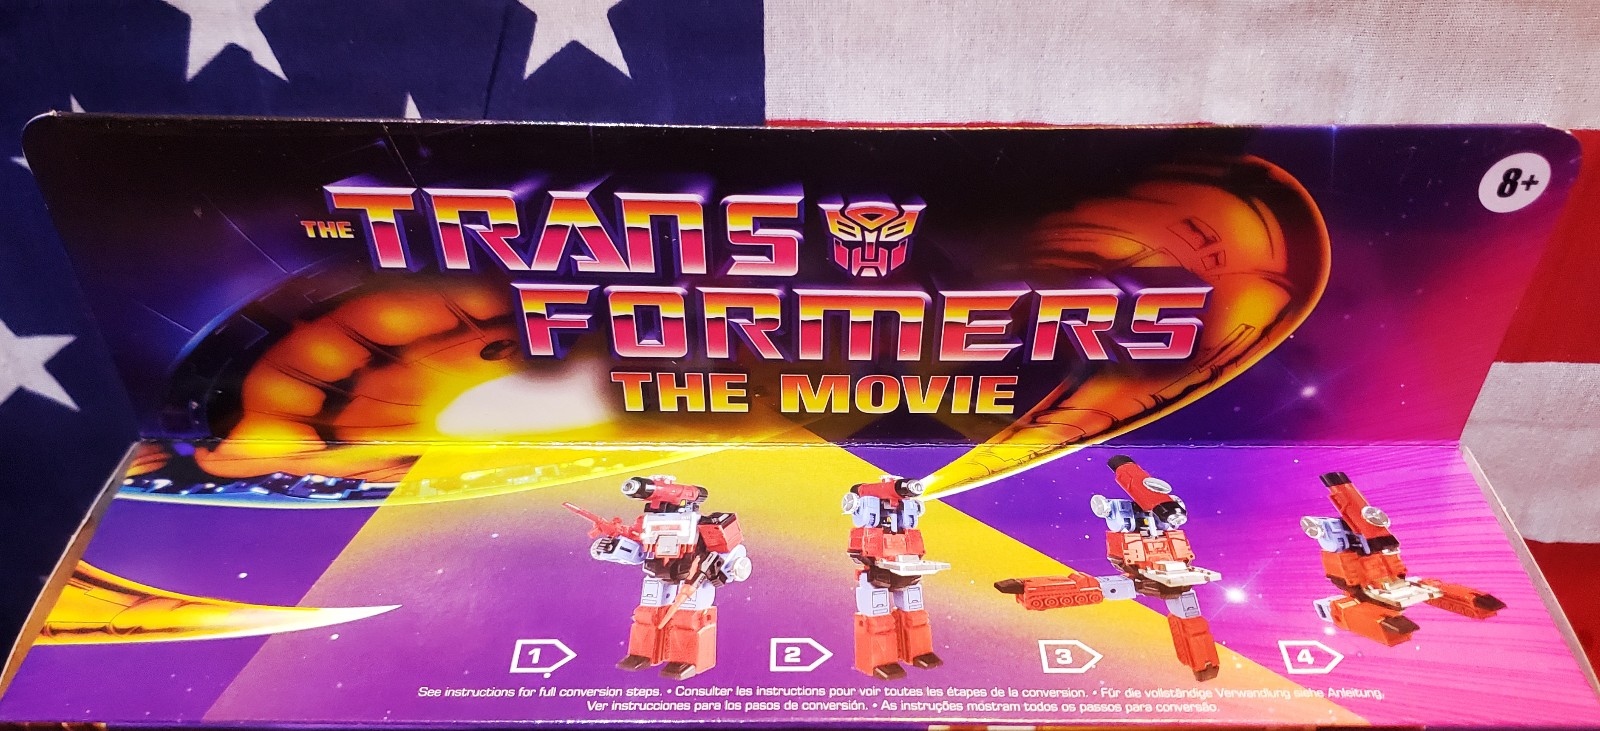 8+
THE TRANS
FORMERS
THE MOVIE
1 2 3 4
See instructions for full conversion steps. • Consulter les instructions pour voir toutes les étapes de la conversion. • Für die vollständige Verwandlung siehe Anleitung.
Ver instrucciones para los pasos de conversión. • As instruções mostram todos os passos para conversão.